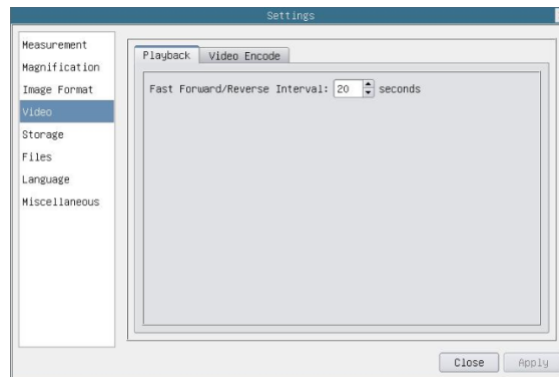 Settings
Measurement
Magnification
Image Format
Video
Storage
Files
Language
Miscellaneous
Playback
Video Encode
Fast Forward/Reverse Interval: 20 seconds
Close
Apply